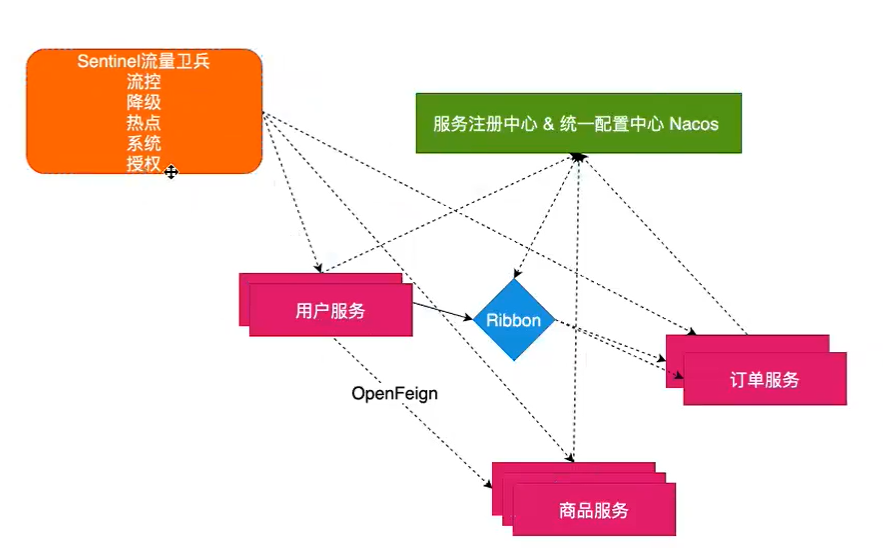 Sentinel流量卫兵
流控
降级
热点
系统
授权
服务注册中心 & 统一配置中心 Nacos
用户服务
Ribbon
订单服务
OpenFeign
商品服务